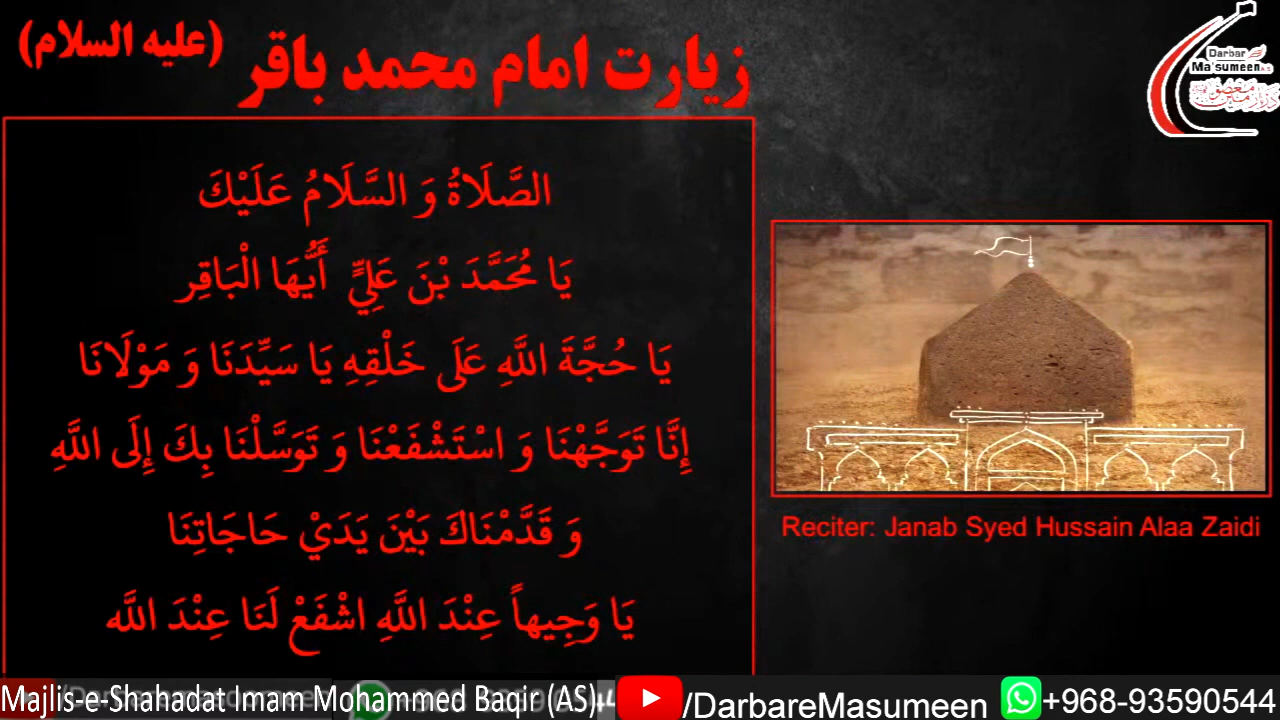 زيارت امام محمد باقر (عليه السلام)
الصَّلَاةُ وَ السَّلَامُ عَلَيْكَ
يَا مُحَمَّدَ بْنَ عَلِيٍّ أَيُّهَا الْبَاقِر
يَا حُجَّةَ اللَّهِ عَلَى خَلْقِهِ يَا سَيِّدَنَا وَ مَوْلَانَا
إِنَّا تَوَجَّهْنَا وَ اسْتَشْفَعْنَا وَ تَوَسَّلْنَا بِكَ إِلَى اللَّهِ
وَ قَدَّمْنَاكَ بَيْنَ يَدَيْ حَاجَاتِنَا
يَا وَجِيهاً عِنْدَ اللَّهِ اشْفَعْ لَنَا عِنْدَ اللَّه
Darbar
Ma'sumeen
Reciter: Janab Syed Hussain Alaa Zaidi
Majlis-e-Shahadat Imam Mohammed Baqir (AS)
/DarbareMasumeen
+968-93590544